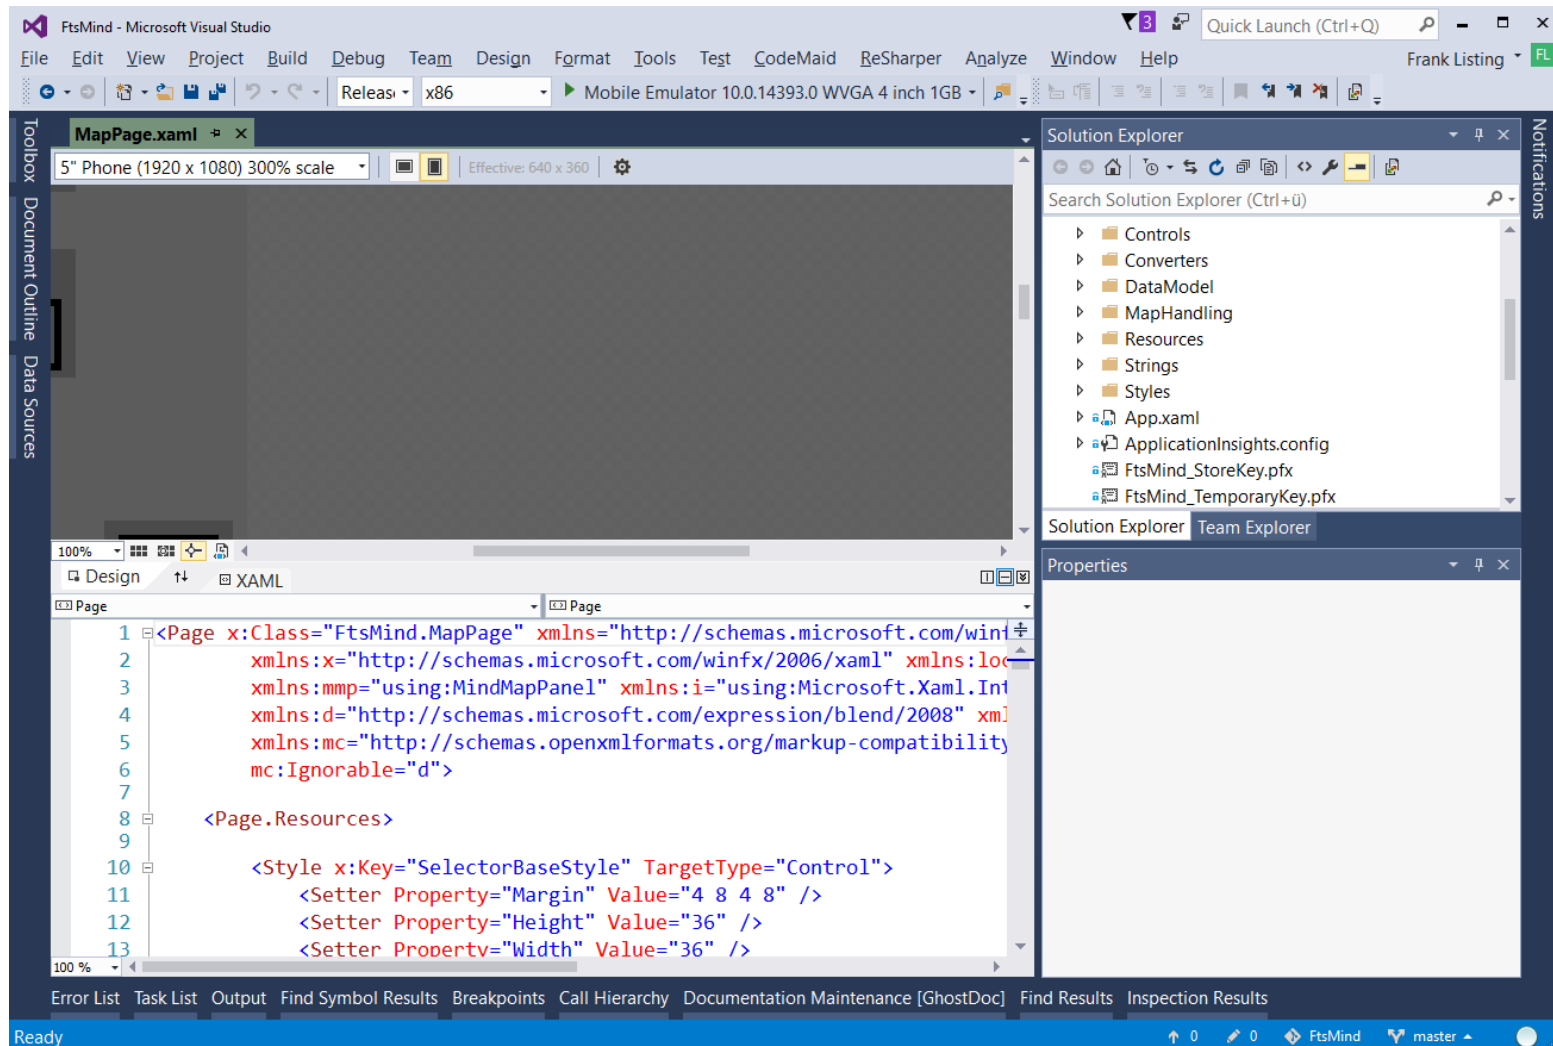 FtsMind - Microsoft Visual Studio
3
Quick Launch (Ctrl+Q)
File Edit View Project Build Debug Team Design Format Tools Test CodeMaid ReSharper Analyze Window Help
Frank Listing FL
Releas x86 Mobile Emulator 10.0.14393.0 WVGA 4 inch 1GB
Toolbox
Document Outline
Data Sources
MapPage.xaml
5" Phone (1920 x 1080) 300% scale
Effective: 640 x 360
100%
Design XAML
Page Page
1 <Page x:Class="FtsMind.MapPage" xmlns="http://schemas.microsoft.com/winf
2 xmlns:x="http://schemas.microsoft.com/winfx/2006/xaml" xmlns:loc
3 xmlns:mmp="using:MindMapPanel" xmlns:i="using:Microsoft.Xaml.Int
4 xmlns:d="http://schemas.microsoft.com/expression/blend/2008" xml
5 xmlns:mc="http://schemas.openxmlformats.org/markup-compatibility
6 mc:Ignorable="d">
7
8 <Page.Resources>
9
10 <Style x:Key="SelectorBaseStyle" TargetType="Control">
11 <Setter Property="Margin" Value="4 8 4 8" />
12 <Setter Property="Height" Value="36" />
13 <Setter Property="Width" Value="36" />
100 %
Solution Explorer
Search Solution Explorer (Ctrl+ü)
Controls
Converters
DataModel
MapHandling
Resources
Strings
Styles
App.xaml
ApplicationInsights.config
FtsMind_StoreKey.pfx
FtsMind_TemporaryKey.pfx
Solution Explorer Team Explorer
Properties
Notifications
Error List Task List Output Find Symbol Results Breakpoints Call Hierarchy Documentation Maintenance [GhostDoc] Find Results Inspection Results
Ready
0 0 FtsMind master